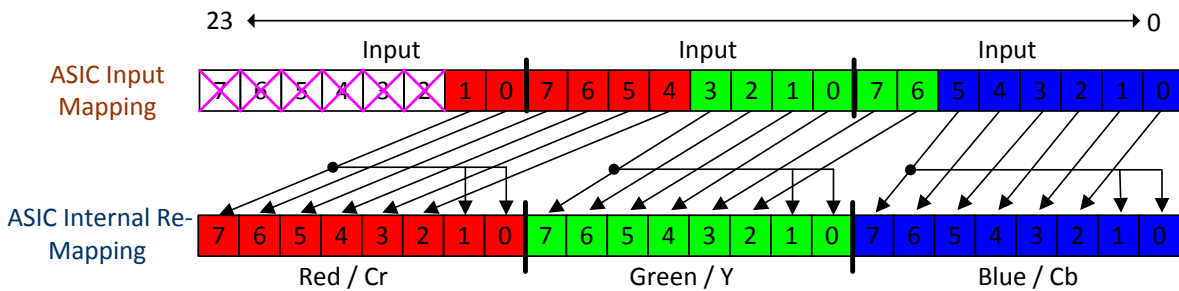 23 0
Input Input Input
ASIC Input
Mapping
7 6 5 4 3 2 1 0 7 6 5 4 3 2 1 0 7 6 5 4 3 2 1 0
ASIC Internal Re-
Mapping
7 6 5 4 3 2 1 0 7 6 5 4 3 2 1 0 7 6 5 4 3 2 1 0
Red / Cr Green / Y Blue / Cb